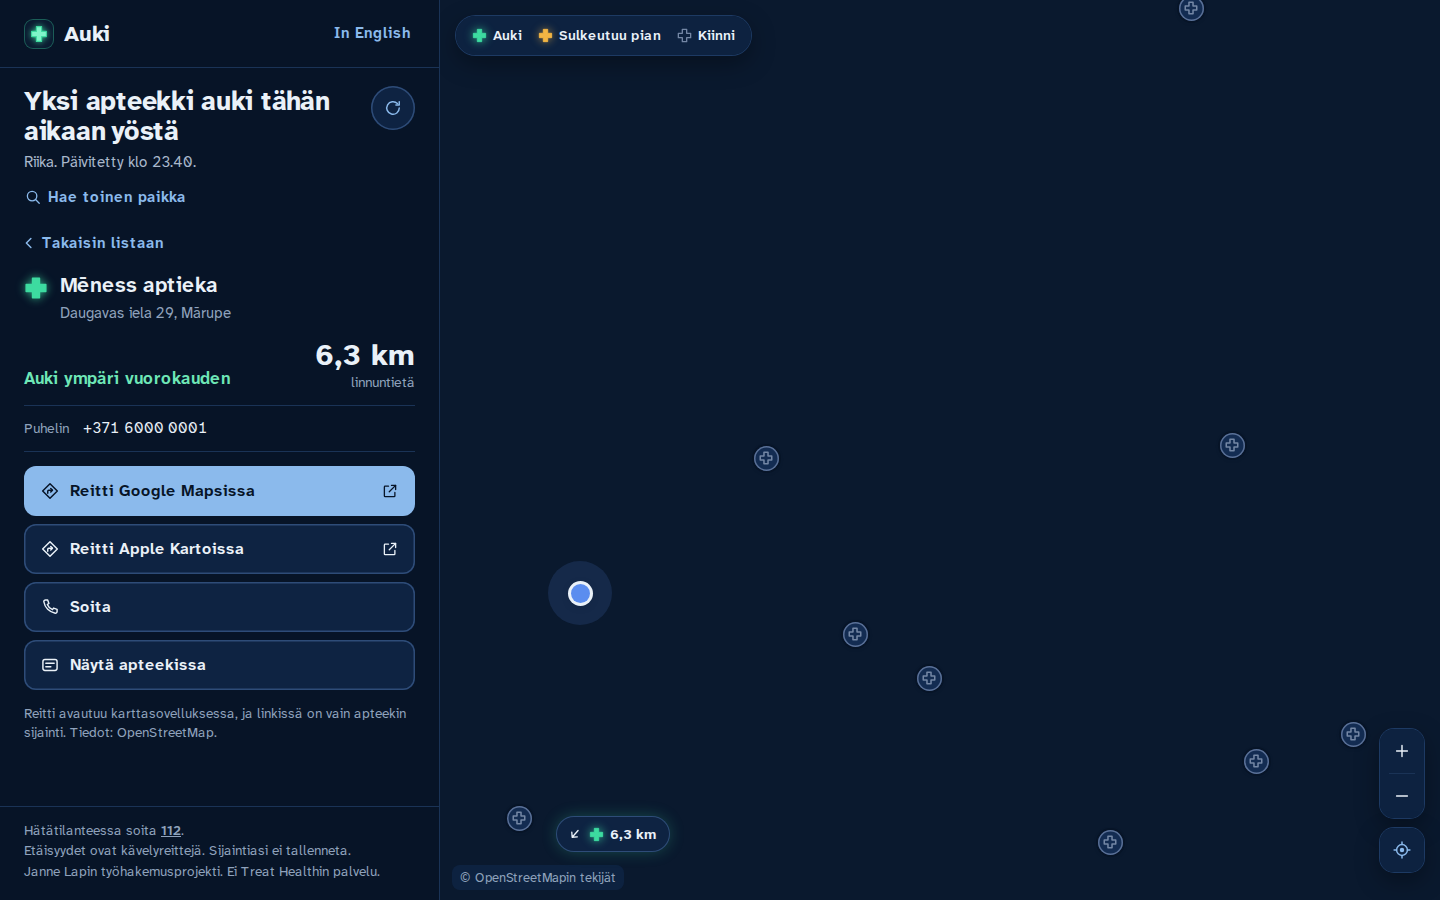 Auki
In English
Yksi apteekki auki tähän
aikaan yöstä
Riika. Päivitetty klo 23.40.
Hae toinen paikka
Takaisin listaan
Mēness aptieka
Daugavas iela 29, Mārupe
6,3 km
Auki ympäri vuorokauden
linnuntietä
Puhelin +371 6000 0001
Reitti Google Mapsissa
Reitti Apple Kartoissa
Soita
Näytä apteekissa
Reitti avautuu karttasovelluksessa, ja linkissä on vain apteekin
sijainti. Tiedot: OpenStreetMap.
Hätätilanteessa soita 112.
Etäisyydet ovat kävelyreittejä. Sijaintiasi ei tallenneta.
Janne Lapin työhakemusprojekti. Ei Treat Healthin palvelu.
Auki Sulkeutuu pian Kiinni
6,3 km
© OpenStreetMapin tekijät